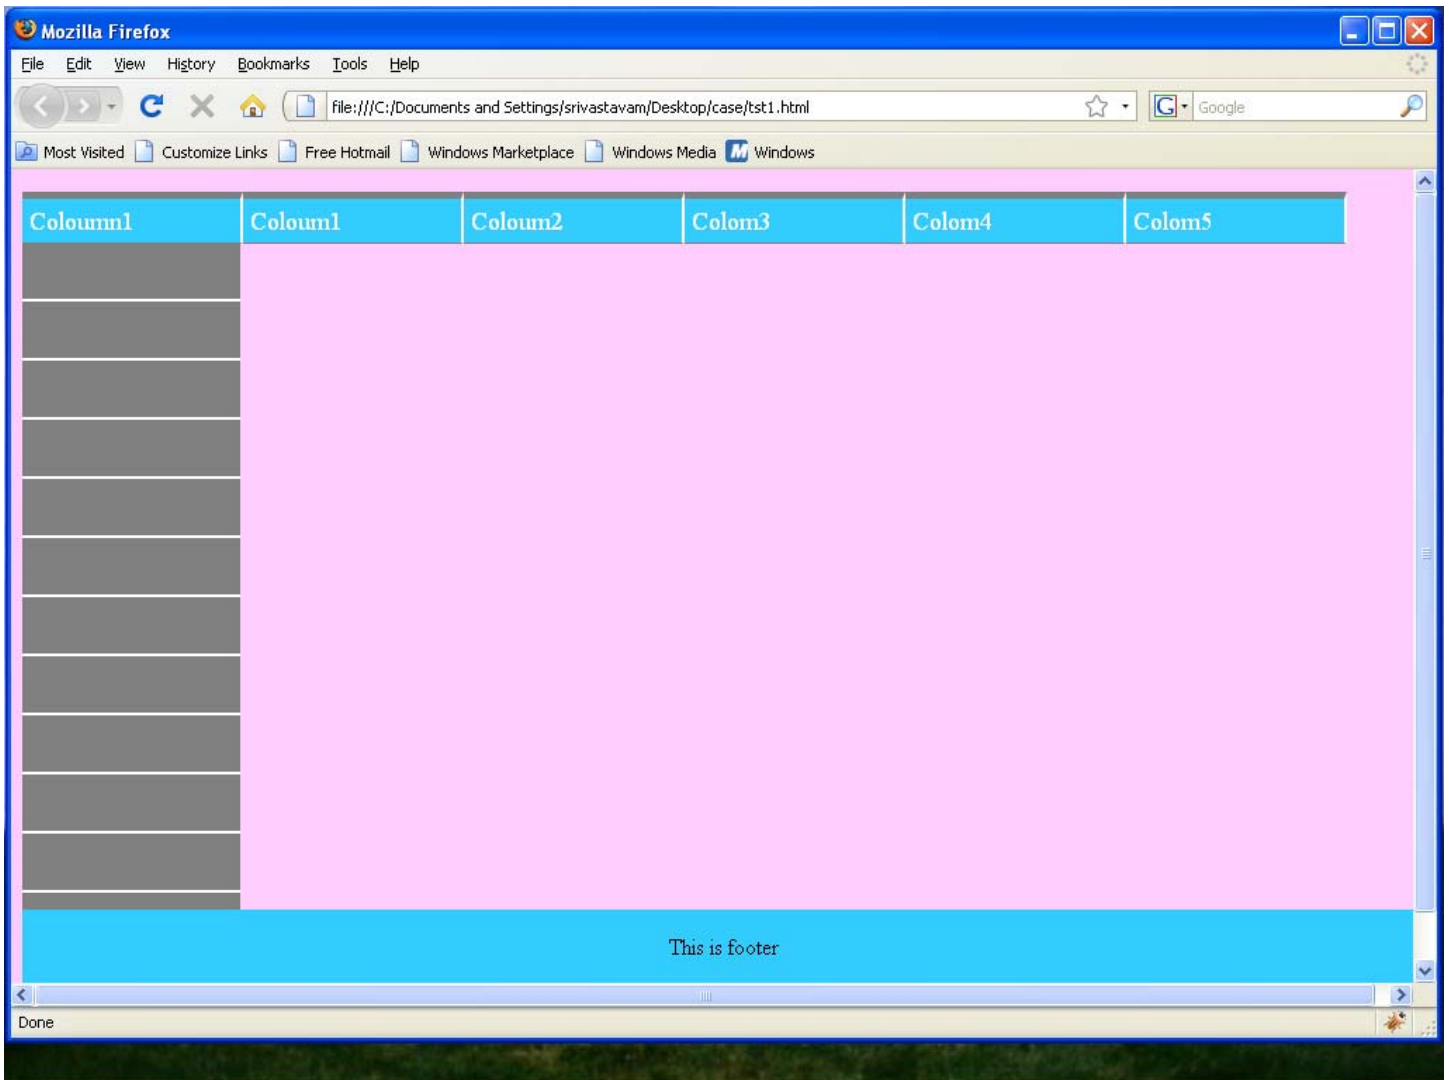 Mozilla Firefox
File Edit View History Bookmarks Tools Help
file:///C:/Documents and Settings/srivastavam/Desktop/case/tst1.html G Google
Most Visited Customize Links Free Hotmail Windows Marketplace Windows Media M Windows
Coloumn1 Coloum1 Coloum2 Colom3 Colom4 Colom5
This is footer
Done